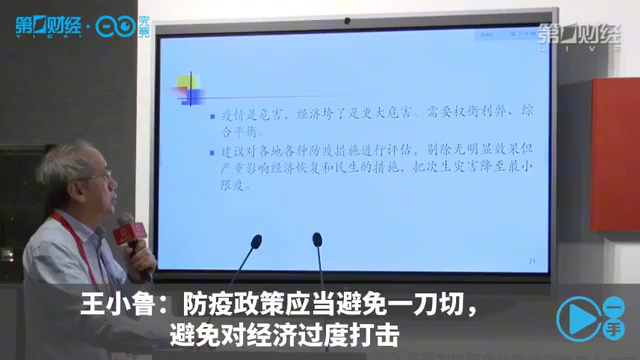 第一财经·究竟
YICAI
第一财经
LIVE
疫情是危害，经济垮了是更大危害。需要权衡利弊、综
合平衡。
建议对各地各种防疫措施进行评估，剔除无明显效果但
严重影响经济恢复和民生的措施，把次生灾害降至最小
限度。
21
王小鲁：防疫政策应当避免一刀切，
避免对经济过度打击
一手